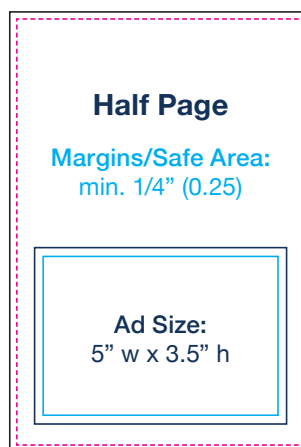 Half Page
Margins/Safe Area:
min. 1/4” (0.25)
Ad Size:
5” w x 3.5” h